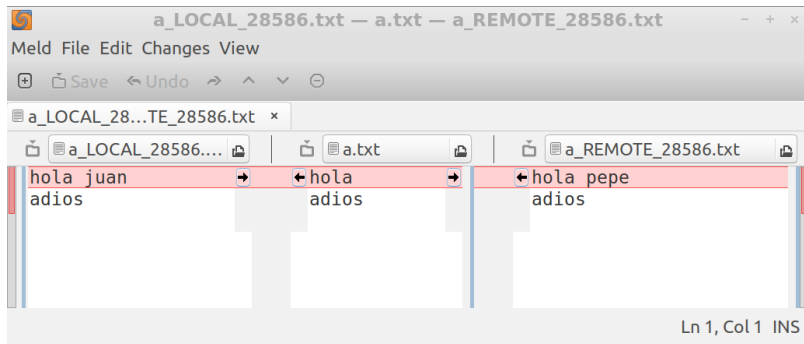 a_LOCAL_28586.txt — a.txt — a_REMOTE_28586.txt
Meld File Edit Changes View
Save Undo
a_LOCAL_28...TE_28586.txt ×
a_LOCAL_28586.... a.txt a_REMOTE_28586.txt
hola juan hola hola pepe
adios adios adios
Ln 1, Col 1 INS